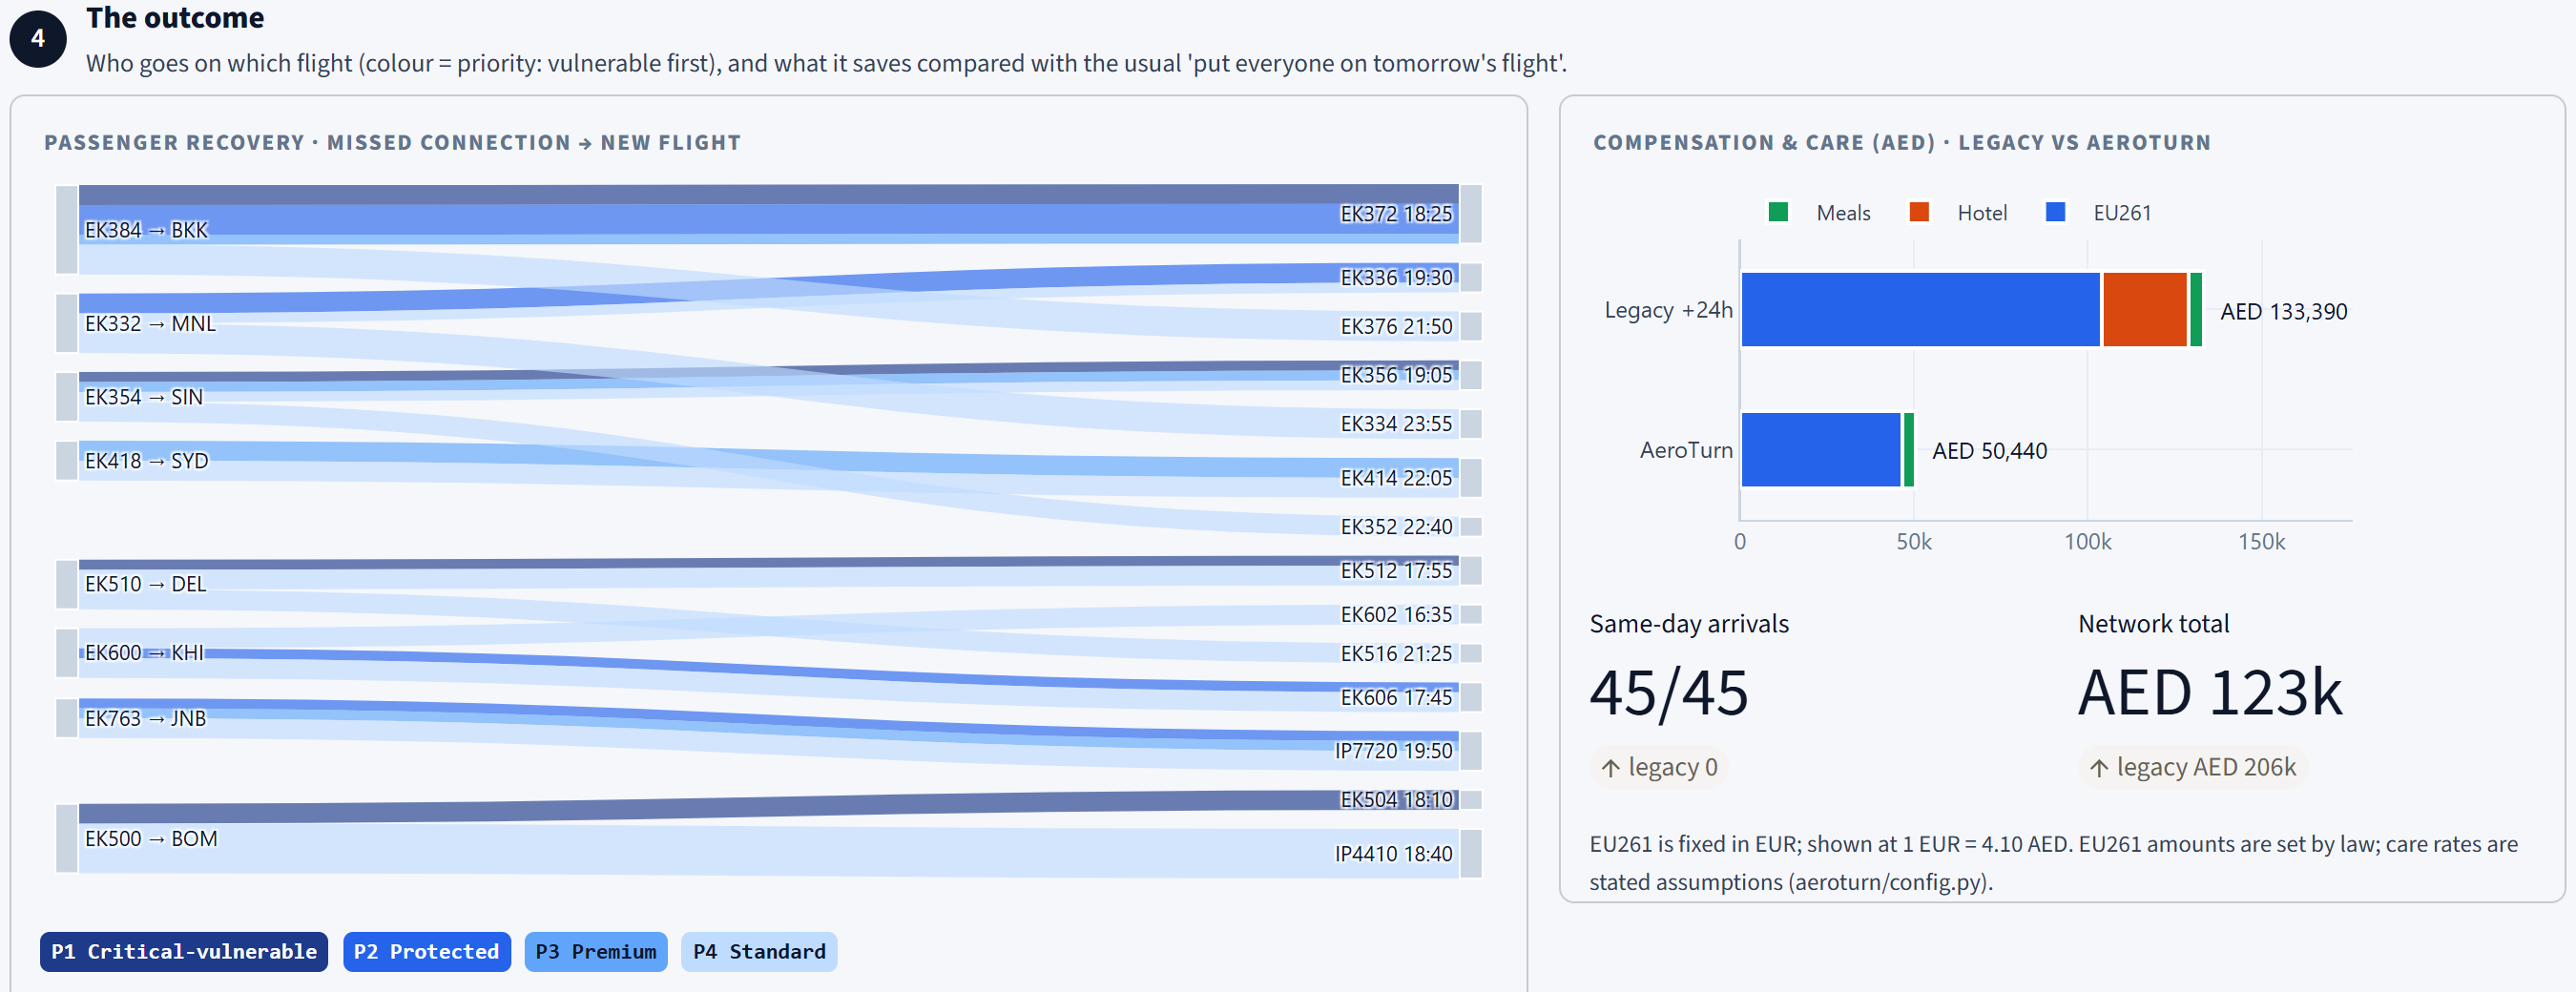 4
The outcome
Who goes on which flight (colour = priority: vulnerable first), and what it saves compared with the usual 'put everyone on tomorrow's flight'.
PASSENGER RECOVERY · MISSED CONNECTION → NEW FLIGHT
EK384 → BKK
EK332 → MNL
EK354 → SIN
EK418 → SYD
EK510 → DEL
EK600 → KHI
EK763 → JNB
EK500 → BOM
EK372 18:25
EK336 19:30
EK376 21:50
EK356 19:05
EK334 23:55
EK414 22:05
EK352 22:40
EK512 17:55
EK602 16:35
EK516 21:25
EK606 17:45
IP7720 19:50
EK504 18:10
IP4410 18:40
P1 Critical-vulnerable P2 Protected P3 Premium P4 Standard
COMPENSATION & CARE (AED) · LEGACY VS AEROTURN
Meals Hotel EU261
Legacy +24h AED 133,390
AeroTurn AED 50,440
0 50k 100k 150k
Same-day arrivals
45/45
↑ legacy 0
Network total
AED 123k
↑ legacy AED 206k
EU261 is fixed in EUR; shown at 1 EUR = 4.10 AED. EU261 amounts are set by law; care rates are
stated assumptions (aeroturn/config.py).